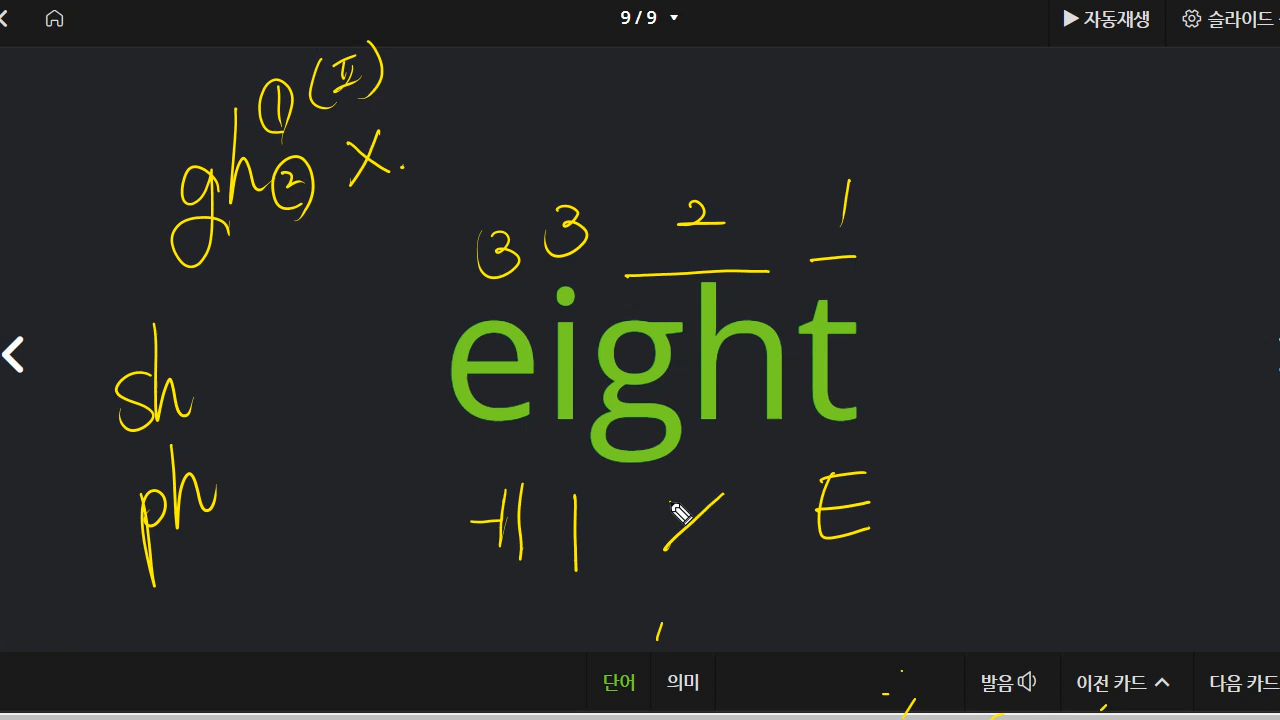 9 / 9
자동재생
슬라이드
gh ① (ㅍ)
② X.
3 3 2 1
eight
sh
ph
ㅔ ㅣ / ㅌ
단어 의미 발음 이전 카드 다음 카드